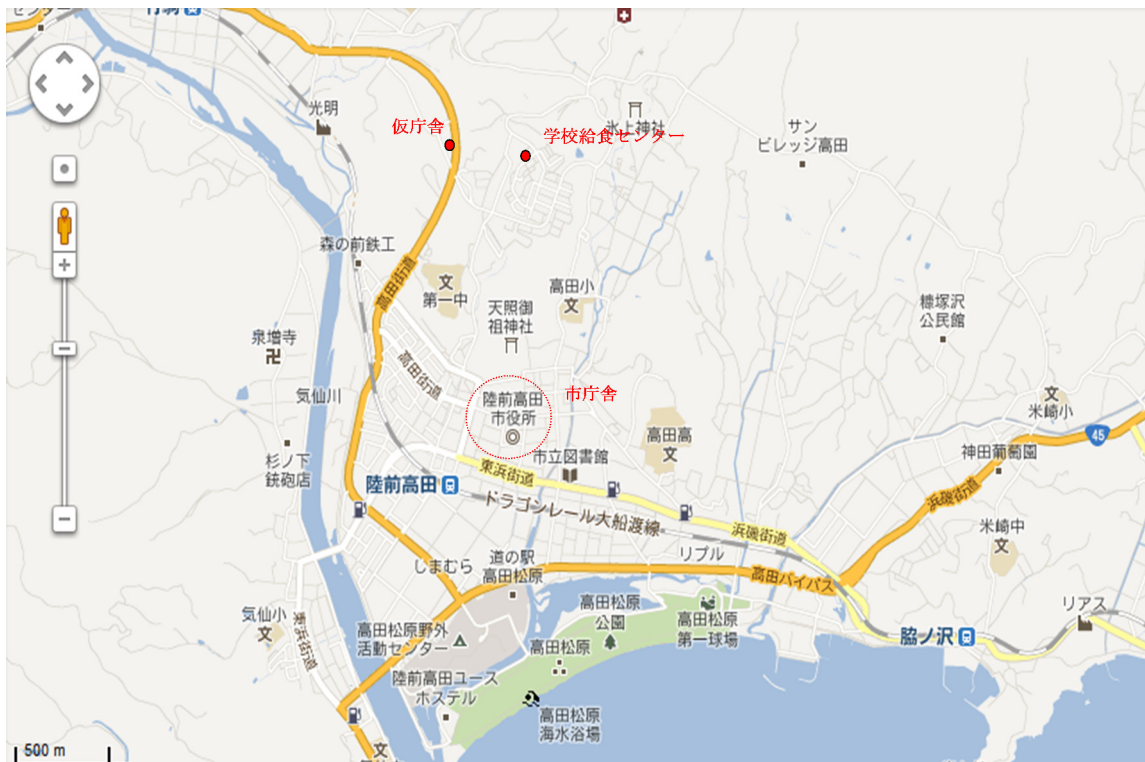 竹駒
光明
仮庁舎
学校給食センター
氷上神社
サン
ビレッジ高田
森の前鉄工
高田街道
文
第一中
高田小
文
天照御
祖神社
糠塚沢
公民館
泉増寺
卍
気仙川
高田街道
陸前高田
市役所
市庁舎
文
米崎小
高田高
文
45
神田葡萄園
市立図書館
東浜街道
杉ノ下
銃砲店
陸前高田
ドラゴンレール大船渡線
浜磯街道
浜磯街道
米崎中
文
リプル
道の駅
高田松原
しまむら
高田バイパス
気仙小
文
東浜街道
高田松原野外
活動センター
高田松原
公園
高田松原
第一球場
リアス
脇ノ沢
高田松原
陸前高田ユース
ホステル
高田松原
海水浴場
500 m
文